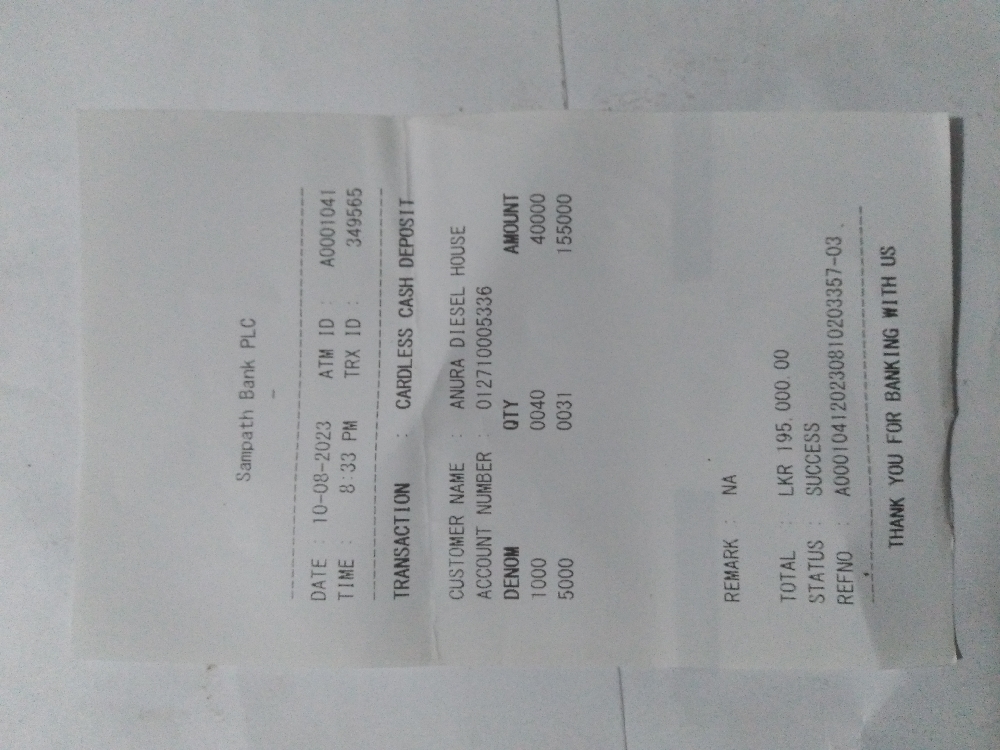 Sampath Bank PLC
DATE : 10-08-2023 ATM ID : A0001041
TIME : 8:33 PM TRX ID : 349565
TRANSACTION : CARDLESS CASH DEPOSIT
CUSTOMER NAME : ANURA DIESEL HOUSE
ACCOUNT NUMBER : 012710005336
DENOM QTY AMOUNT
1000 0040 40000
5000 0031 155000
REMARK : NA
TOTAL : LKR 195,000.00
STATUS : SUCCESS
REFNO : A000104120230810203357-03 .
THANK YOU FOR BANKING WITH US